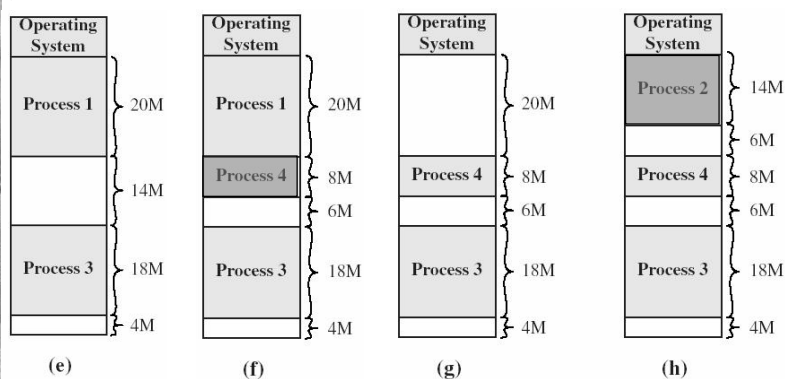 Operating
System
Process 1
20M
14M
Process 3
18M
4M
(e)
Operating
System
Process 1
20M
Process 4
8M
6M
Process 3
18M
4M
(f)
Operating
System
20M
Process 4
8M
6M
Process 3
18M
4M
(g)
Operating
System
Process 2
14M
6M
Process 4
8M
6M
Process 3
18M
4M
(h)